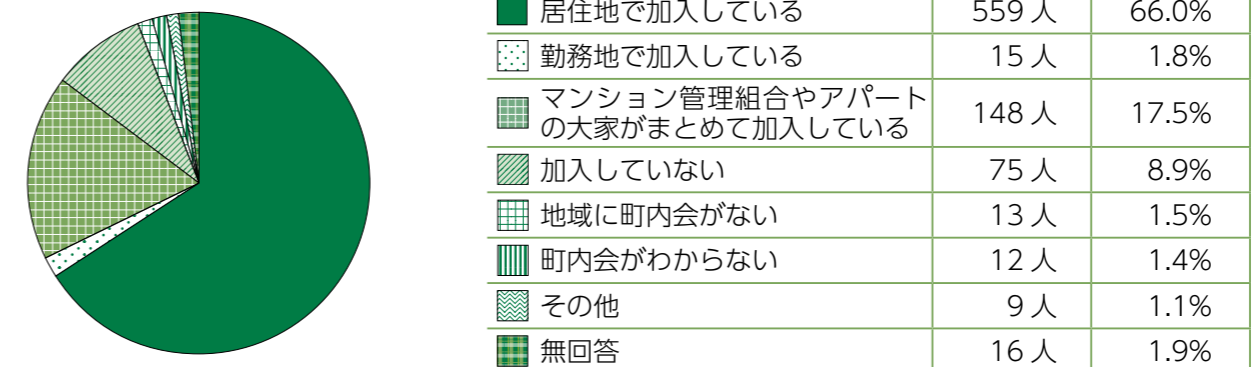 居住地で加入している 559人 66.0%
勤務地で加入している 15人 1.8%
マンション管理組合やアパート
の大家がまとめて加入している 148人 17.5%
加入していない 75人 8.9%
地域に町内会がない 13人 1.5%
町内会がわからない 12人 1.4%
その他 9人 1.1%
無回答 16人 1.9%